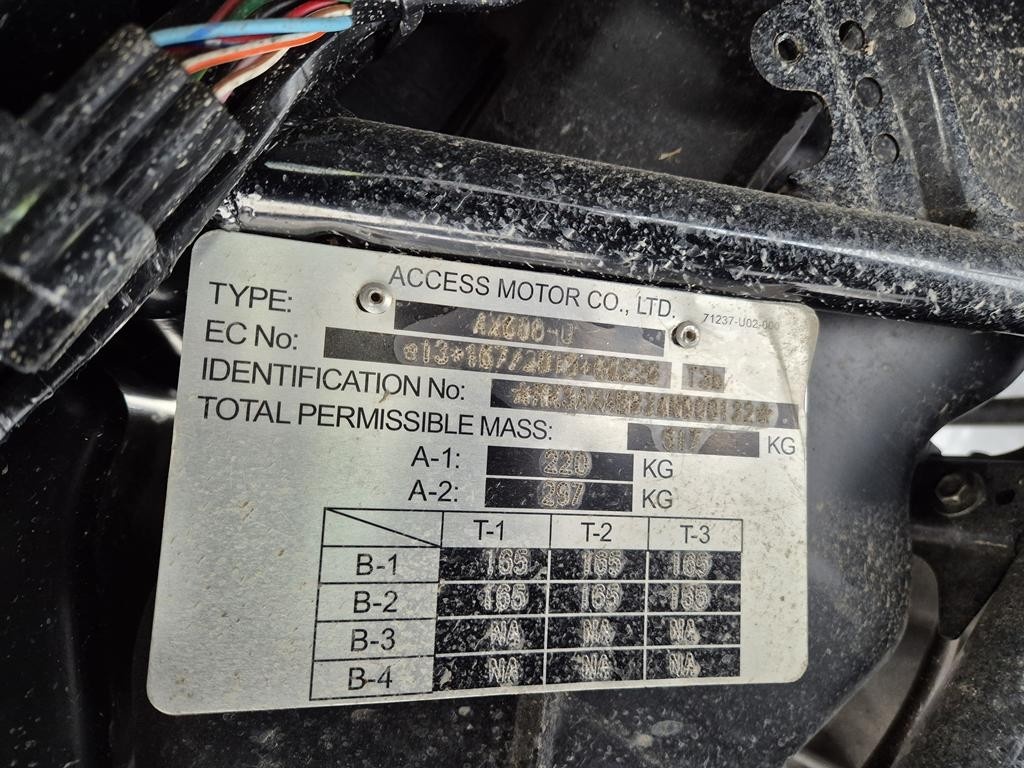 ACCESS MOTOR CO., LTD. 71237-U02-000
TYPE:
EC No: T3b
IDENTIFICATION No:
TOTAL PERMISSIBLE MASS: 517 KG
A-1: 220 KG
A-2: 297 KG
T-1 T-2 T-3
B-1 165 165 165
B-2 165 165 165
B-3 NA NA NA
B-4 NA NA NA